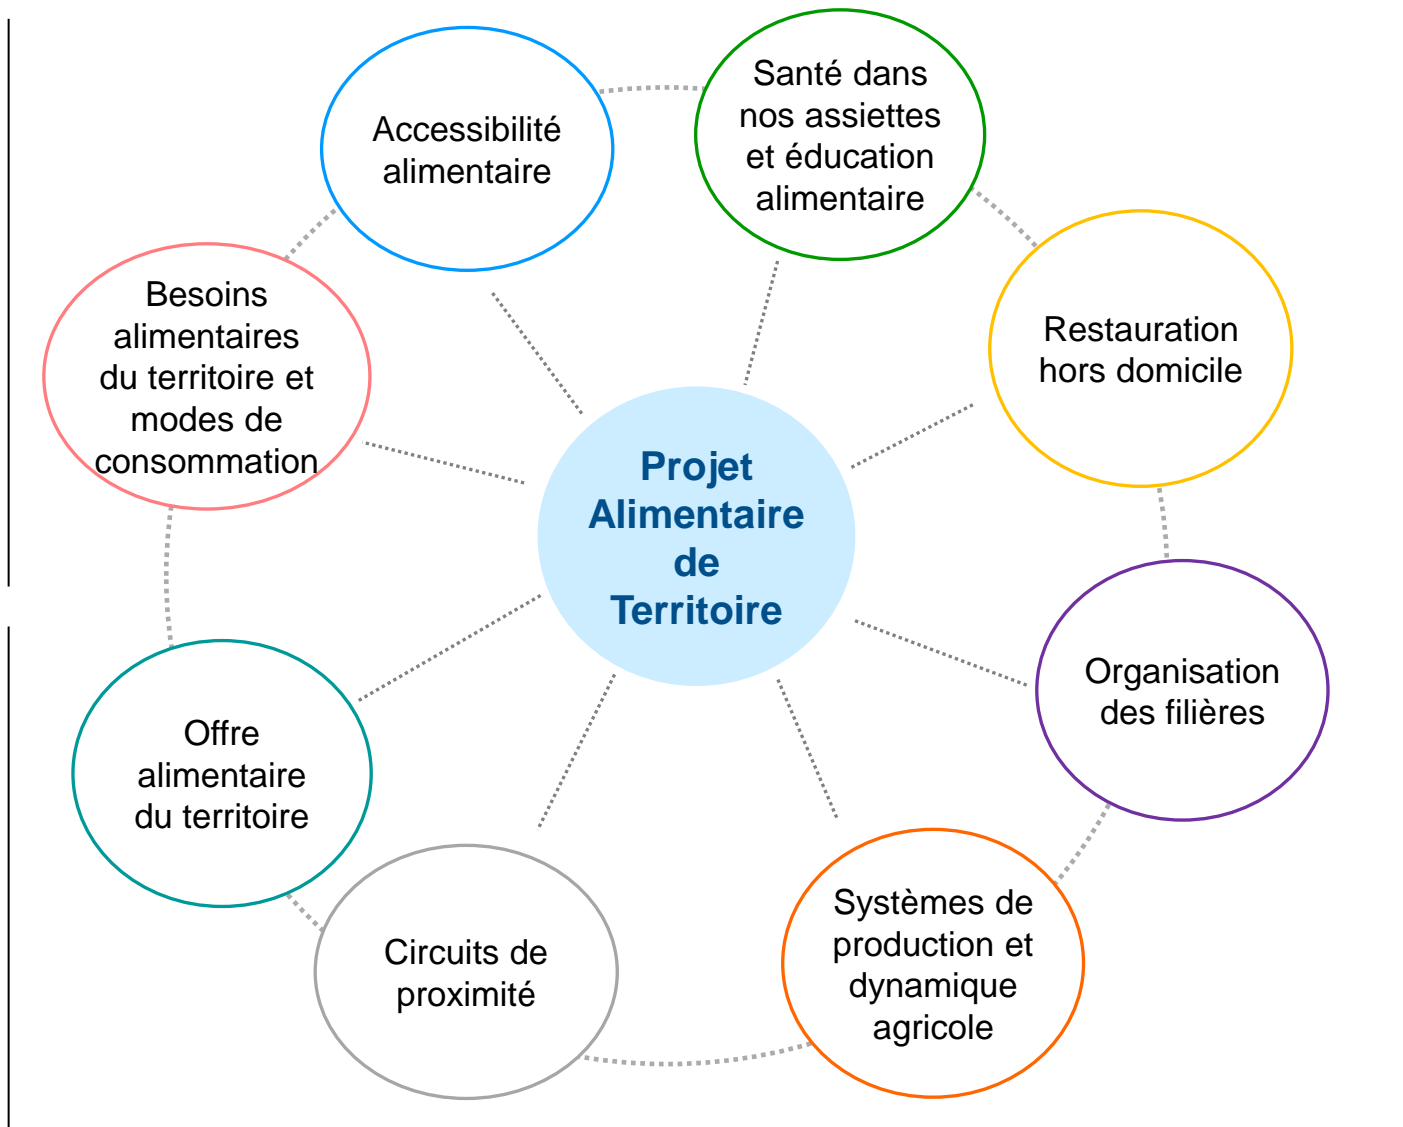 Accessibilité
alimentaire
Santé dans
nos assiettes
et éducation
alimentaire
Restauration
hors domicile
Besoins
alimentaires
du territoire et
modes de
consommation
Projet
Alimentaire
de
Territoire
Organisation
des filières
Offre
alimentaire
du territoire
Systèmes de
production et
dynamique
agricole
Circuits de
proximité